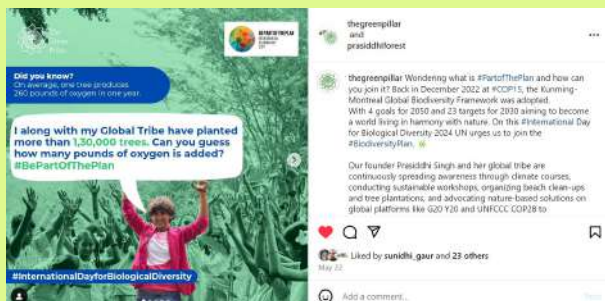 BE PART OF THE PLAN
Did you know?
On average, one tree produces
260 pounds of oxygen in one year.
I along with my Global Tribe have planted
more than 1,30,000 trees. Can you guess
how many pounds of oxygen is added?
#BePartOfThePlan
#InternationalDayforBiologicalDiversity
thegreenpillar
and
prasiddhiforest
thegreenpillar Wondering what is #PartofThePlan and how can
you join it? Back in December 2022 at #COP15, the Kunming-
Montreal Global Biodiversity Framework was adopted.
With 4 goals for 2050 and 23 targets for 2030 aiming to become
a world living in harmony with nature. On this #International Day
for Biological Diversity 2024 UN urges us to join the
#BiodiversityPlan.
Our founder Prasiddhi Singh and her global tribe are
continuously spreading awareness through climate courses,
conducting sustainable workshops, organizing beach clean-ups
and tree plantations, and advocating nature-based solutions on
global platforms like G20 Y20 and UNFCCC COP28 to
Liked by sunidhi_gaur and 23 others
May 22
Add a comment...